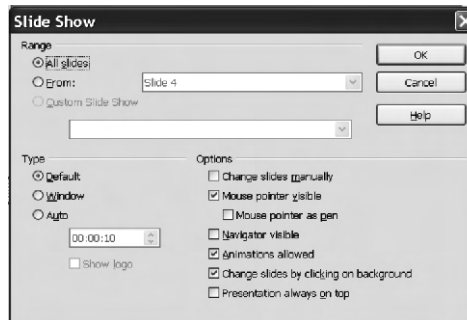 Slide Show
Range
All slides
From: Slide 4
Custom Slide Show
OK
Cancel
Help
Type
Default
Window
Auto
00:00:10
Show logo
Options
Change slides manually
Mouse pointer visible
Mouse pointer as pen
Navigator visible
Animations allowed
Change slides by clicking on background
Presentation always on top